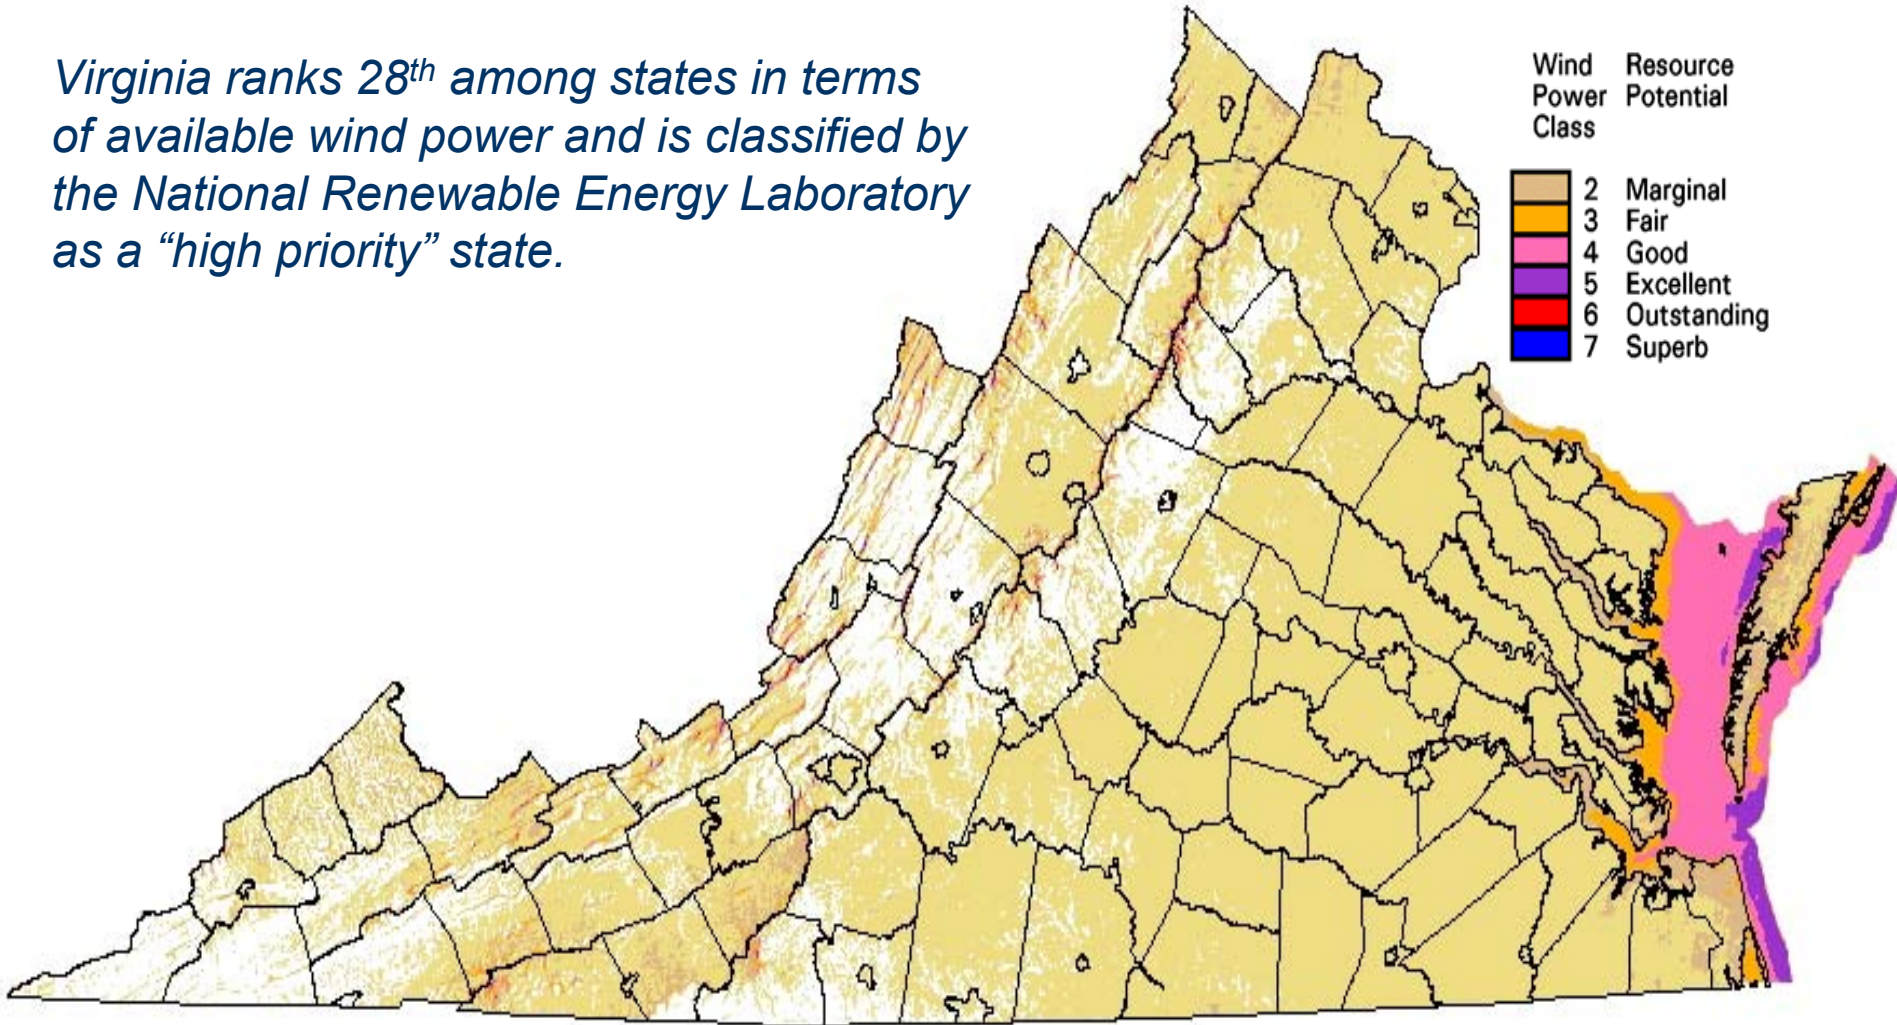 Virginia ranks 28th among states in terms
of available wind power and is classified by
the National Renewable Energy Laboratory
as a “high priority” state.
Wind Resource
Power Potential
Class
2 Marginal
3 Fair
4 Good
5 Excellent
6 Outstanding
7 Superb